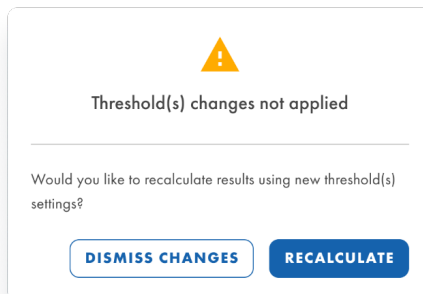 Threshold(s) changes not applied
Would you like to recalculate results using new threshold(s)
settings?
DISMISS CHANGES
RECALCULATE